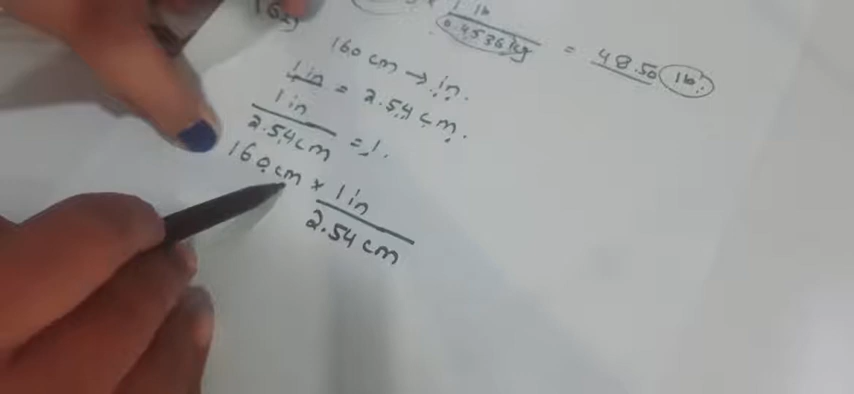 1 lb
0.4536 kg = 48.50 lb.
160 cm → in.
1 in = 2.54 cm.
1 in
2.54 cm = 1.
160 cm × 1 in
2.54 cm